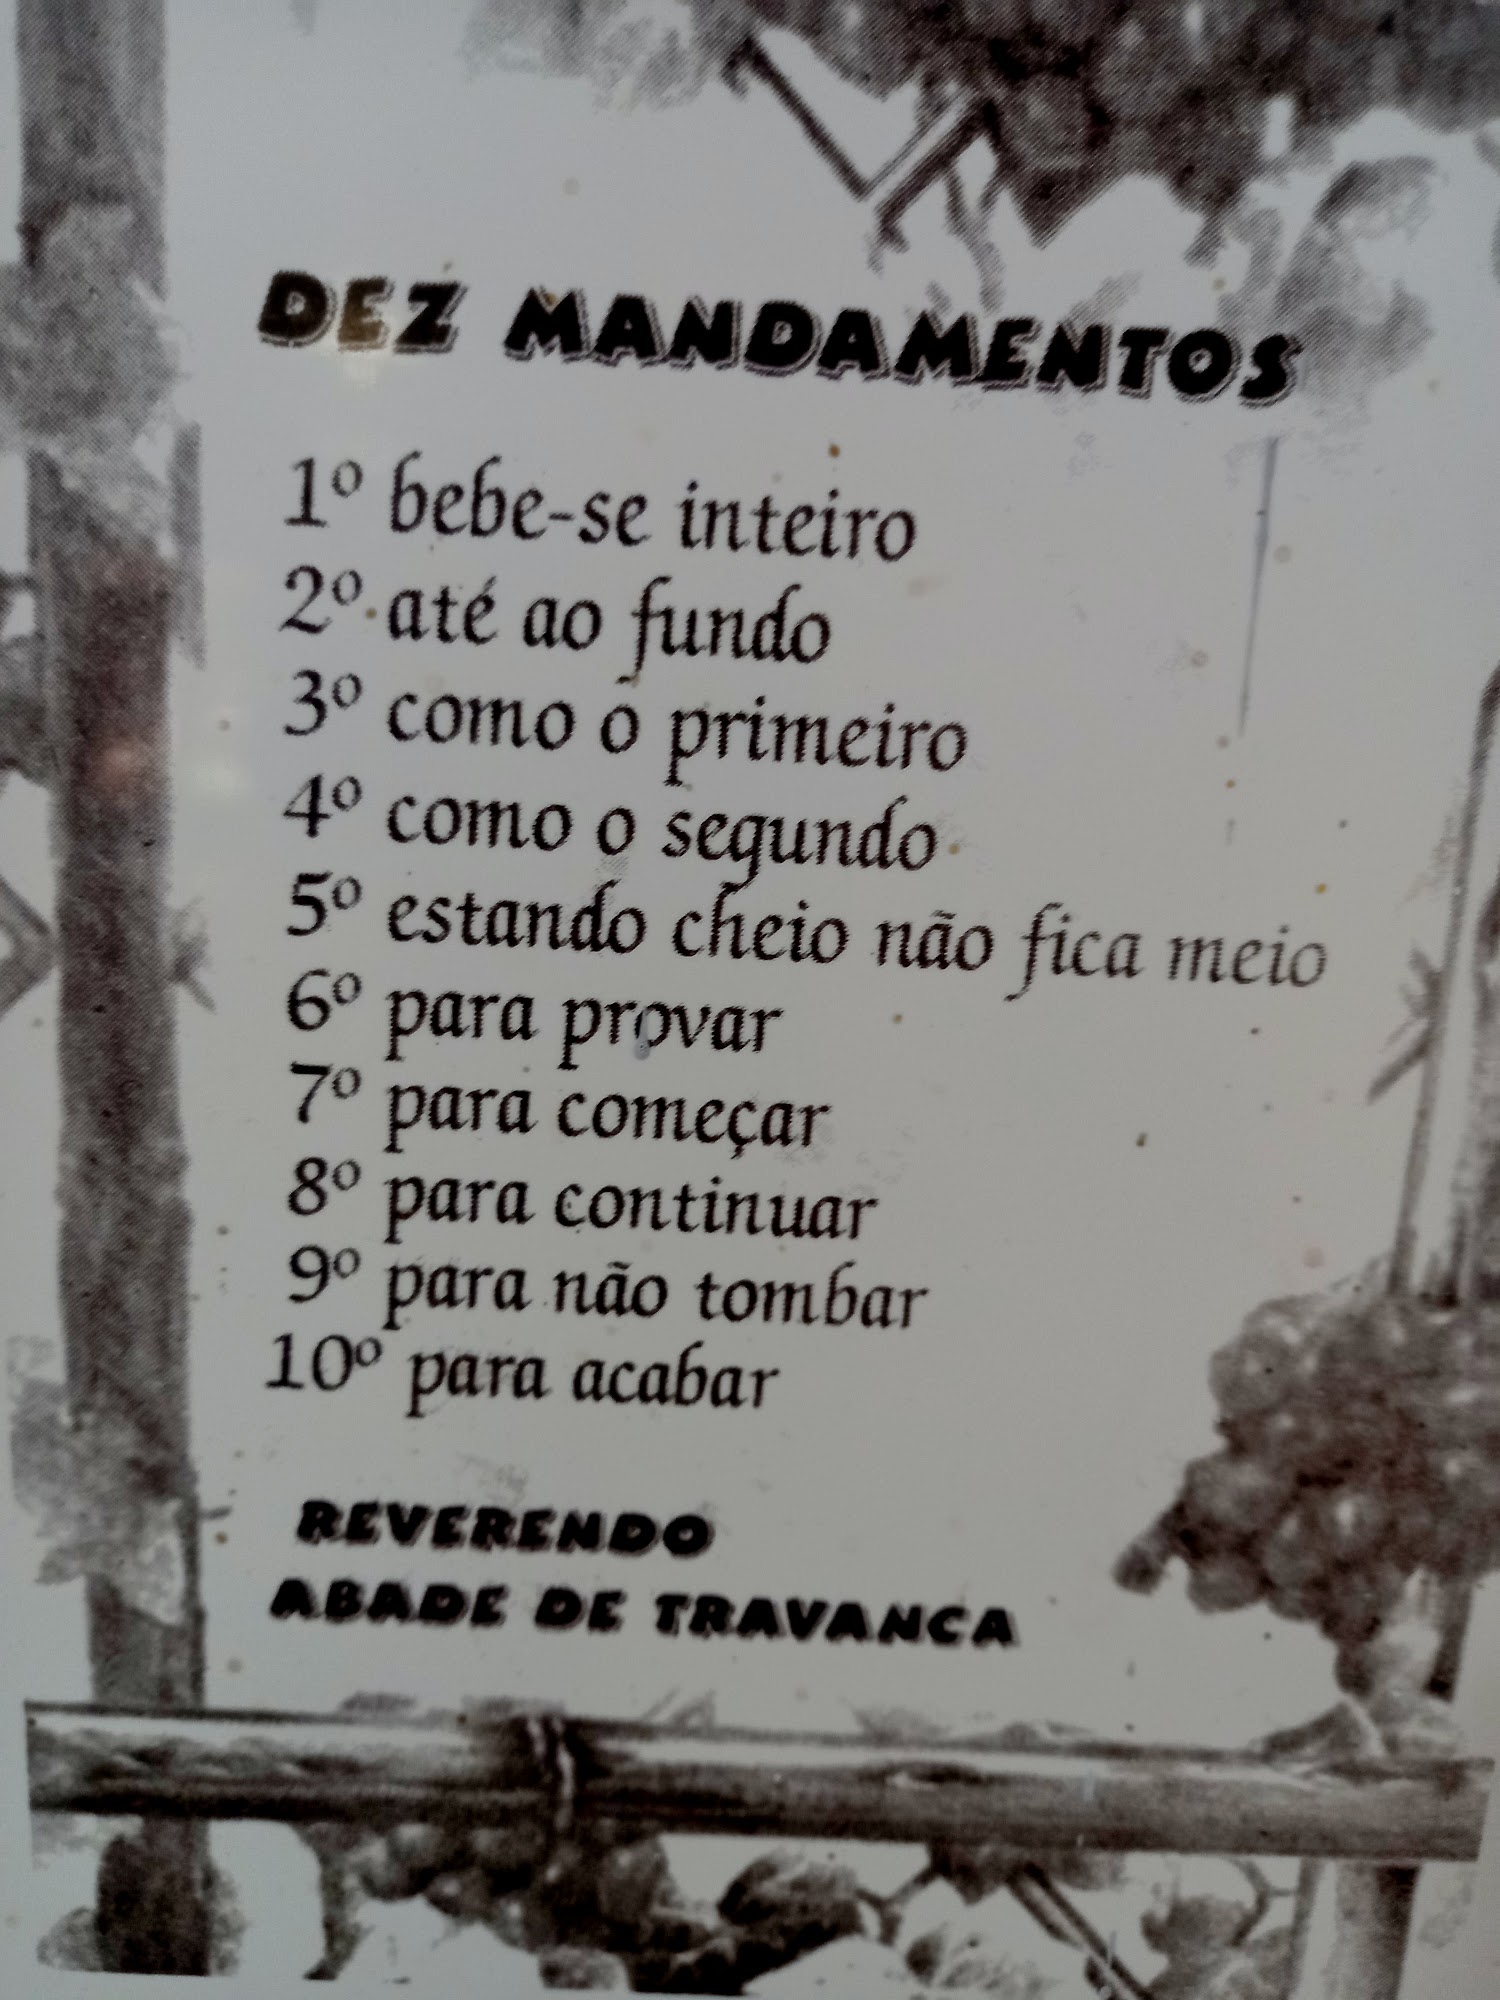 DEZ MANDAMENTOS
1º bebe-se inteiro
2º até ao fundo
3º como o primeiro
4º como o segundo
5º estando cheio não fica meio
6º para provar
7º para começar
8º para continuar
9º para não tombar
10º para acabar
REVERENDO
ABADE DE TRAVANCA